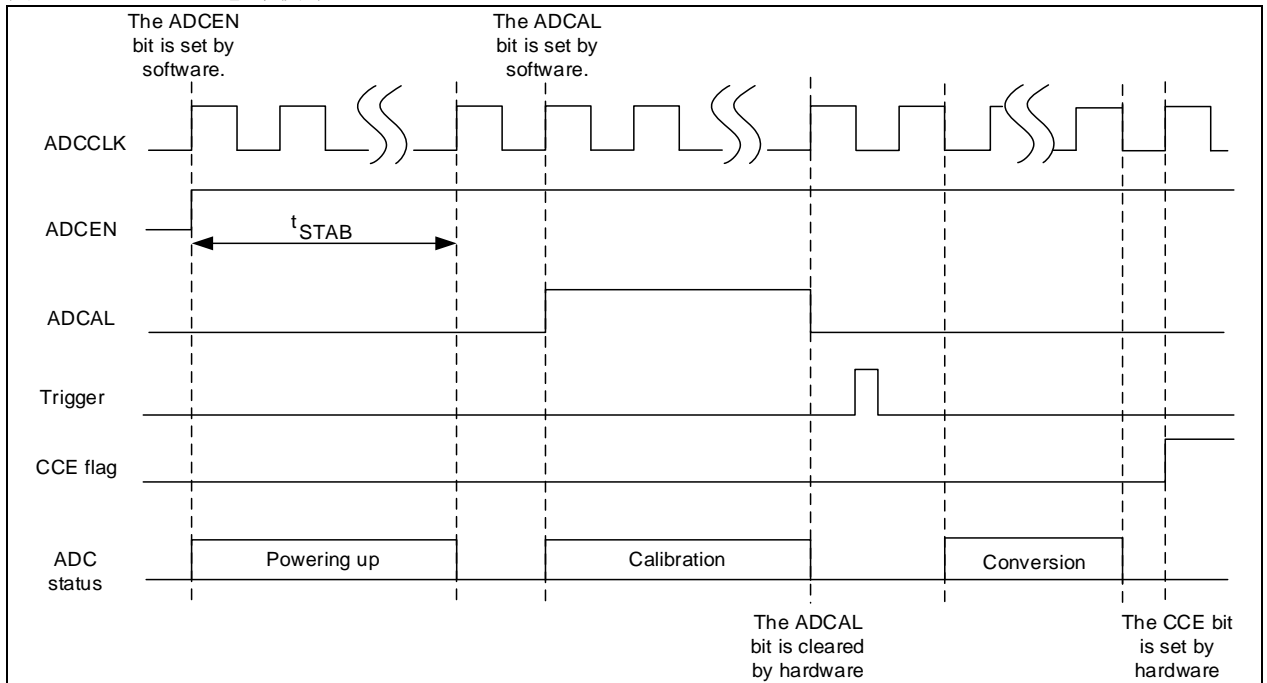 The ADCEN
bit is set by
software.
The ADCAL
bit is set by
software.
ADCCLK
ADCEN
tSTAB
ADCAL
Trigger
CCE flag
ADC
status
Powering up
Calibration
Conversion
The ADCAL
bit is cleared
by hardware
The CCE bit
is set by
hardware